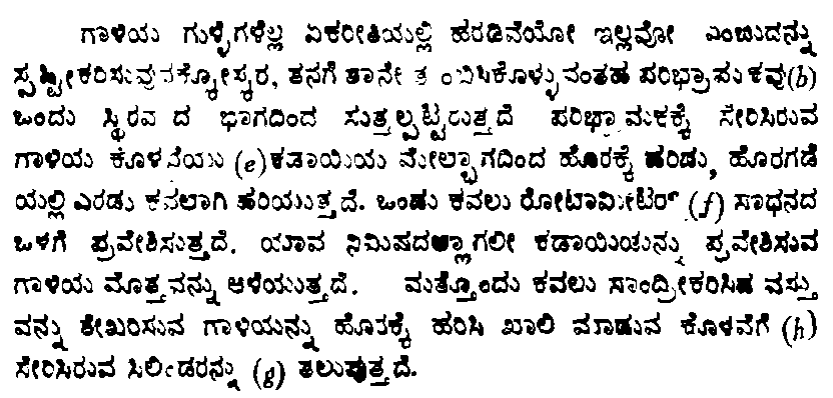 ಗಾಳಿಯ ಗುಳ್ಳೆಗಳೆಲ್ಲ ಏಕರೀತಿಯಲ್ಲಿ ಹರಡಿವೆಯೋ ಇಲ್ಲವೋ ಎಂಬುದನ್ನು
ಸ್ಪಷ್ಟೀಕರಿಸುವುದಕ್ಕೋಸ್ಕರ, ತನಗೆ ತಾನೇ ತುಂಬಿಸಿಕೊಳ್ಳುವಂತಹ ಪರಿಭ್ರಾಮಕವು (b)
ಒಂದು ಸ್ಥಿರವಾದ ಭಾಗದಿಂದ ಸುತ್ತಲ್ಪಟ್ಟಿರುತ್ತದೆ ಪರಿಭ್ರಾಮಕಕ್ಕೆ ಸೇರಿಸಿರುವ
ಗಾಳಿಯ ಕೊಳವೆಯು (e) ಕಡಾಯಿಯ ಮೇಲ್ಭಾಗದಿಂದ ಹೊರಕ್ಕೆ ಹರಿದು, ಹೊರಗಡೆ
ಯಲ್ಲಿ ಎರಡು ಕವಲಾಗಿ ಹರಿಯುತ್ತದೆ. ಒಂದು ಕವಲು ರೋಟಾಮೀಟರ್ (f) ಸಾಧನದ
ಒಳಗೆ ಪ್ರವೇಶಿಸುತ್ತದೆ. ಯಾವ ನಿಮಿಷದಲ್ಲಾಗಲೀ ಕಡಾಯಿಯನ್ನು ಪ್ರವೇಶಿಸುವ
ಗಾಳಿಯ ಮೊತ್ತವನ್ನು ಅಳೆಯುತ್ತದೆ. ಮತ್ತೊಂದು ಕವಲು ಸಾಂದ್ರೀಕರಿಸಿದ ವಸ್ತು
ವನ್ನು ಶೇಖರಿಸುವ ಗಾಳಿಯನ್ನು ಹೊರಕ್ಕೆ ಹರಿಸಿ ಖಾಲಿ ಮಾಡುವ ಕೊಳವೆಗೆ (h)
ಸೇರಿಸಿರುವ ಸಿಲಿಂಡರನ್ನು (g) ತಲುಪುತ್ತದೆ.